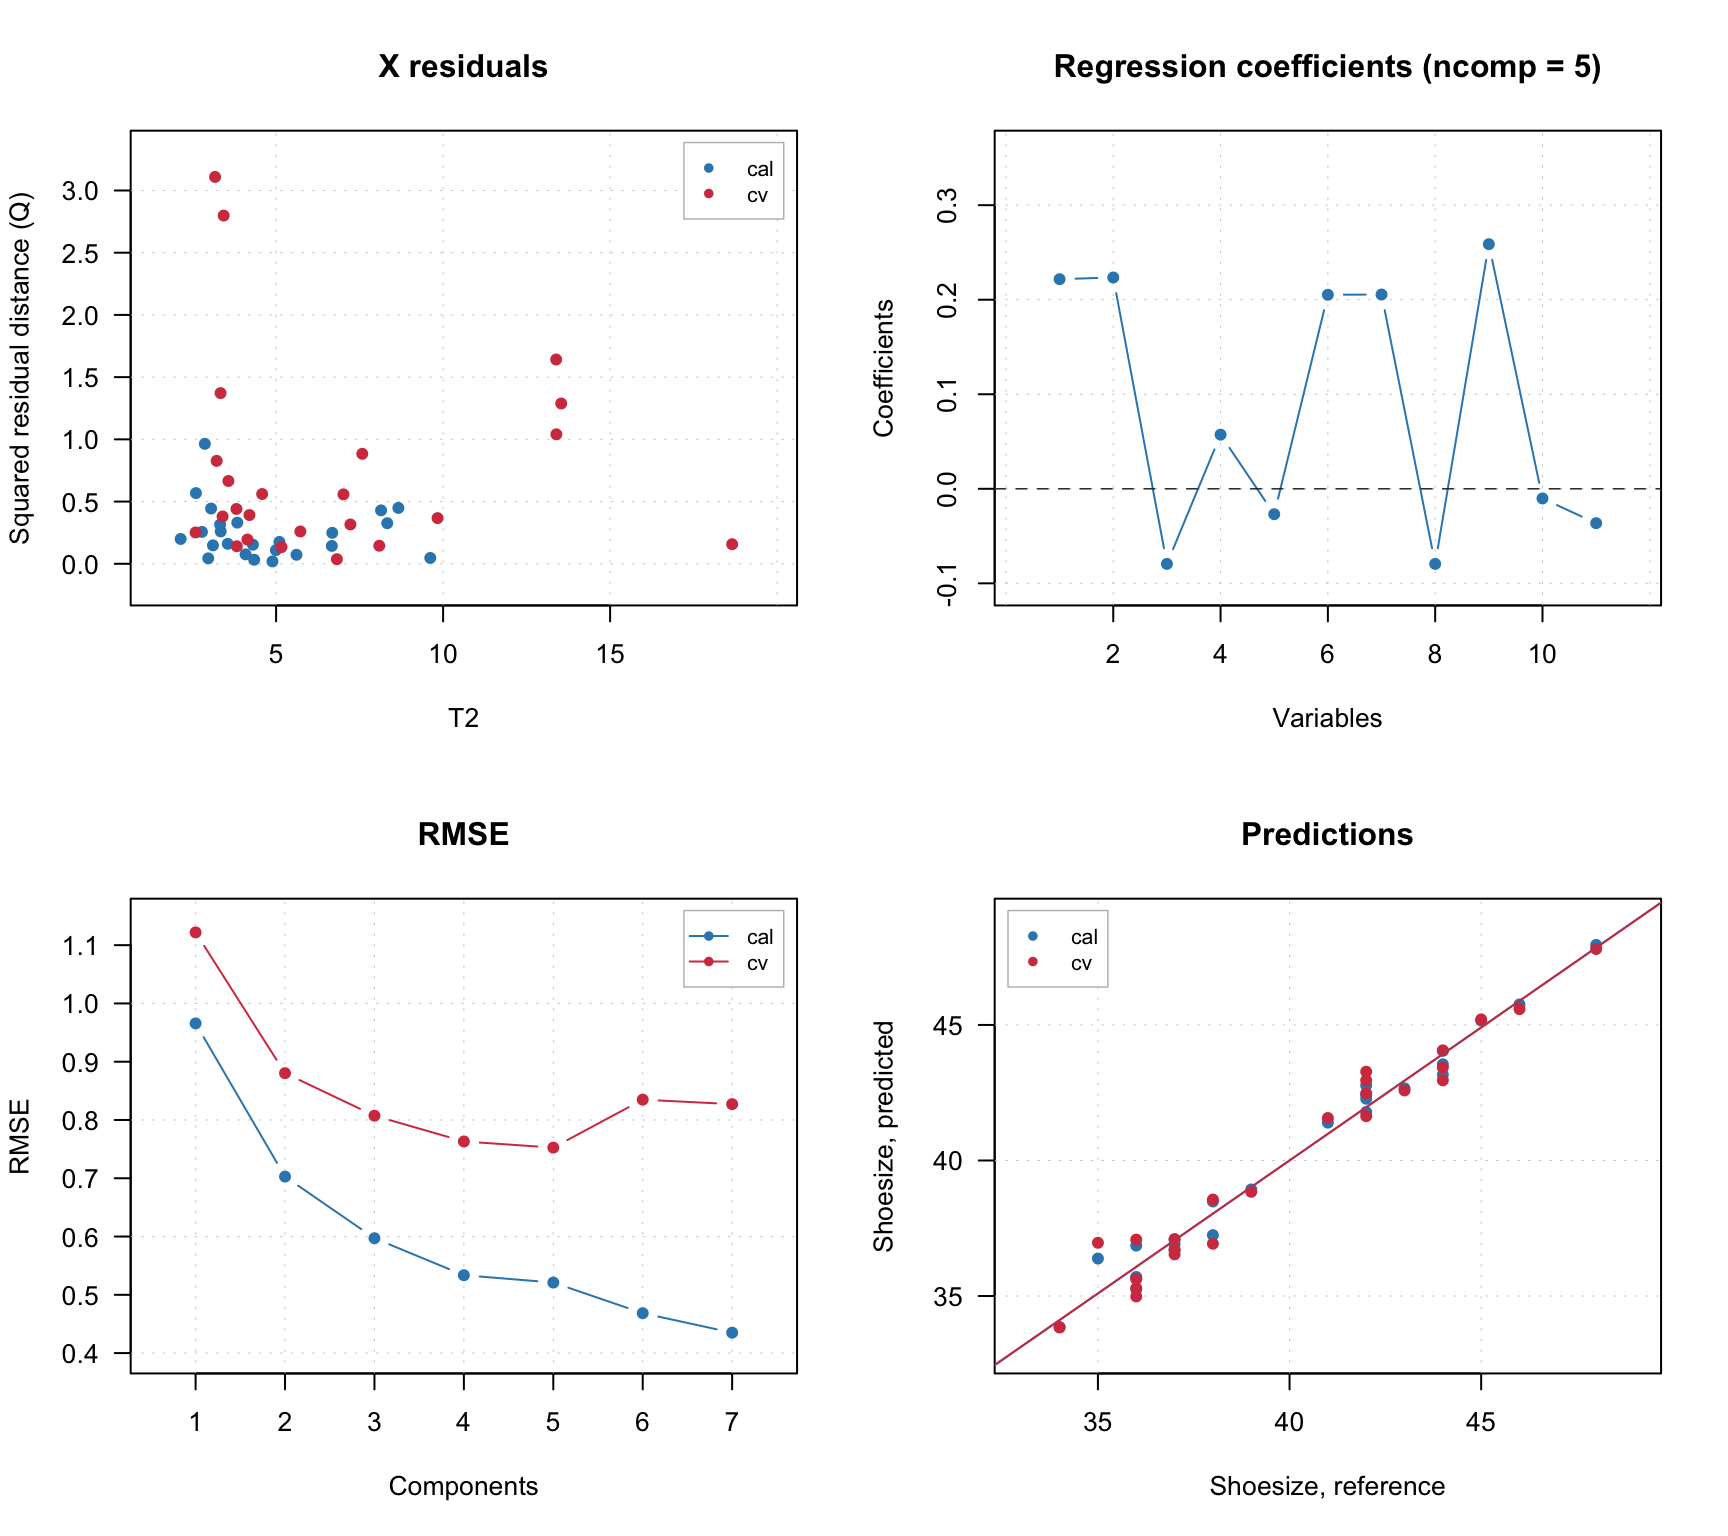 X residuals
Squared residual distance (Q)
3.0
2.5
2.0
1.5
1.0
0.5
0.0
cal
cv
5 10 15
T2
Regression coefficients (ncomp = 5)
Coefficients
0.3
0.2
0.1
0.0
-0.1
2 4 6 8 10
Variables
RMSE
RMSE
1.1
1.0
0.9
0.8
0.7
0.6
0.5
0.4
cal
cv
1 2 3 4 5 6 7
Components
Predictions
Shoesize, predicted
45
40
35
cal
cv
35 40 45
Shoesize, reference